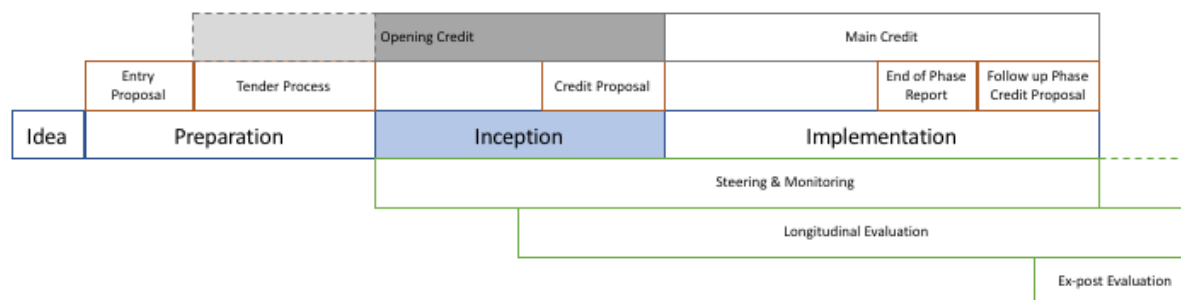 Opening Credit
Main Credit
Entry
Proposal
Tender Process
Credit Proposal
End of Phase
Report
Follow up Phase
Credit Proposal
Idea
Preparation
Inception
Implementation
Steering & Monitoring
Longitudinal Evaluation
Ex-post Evaluation